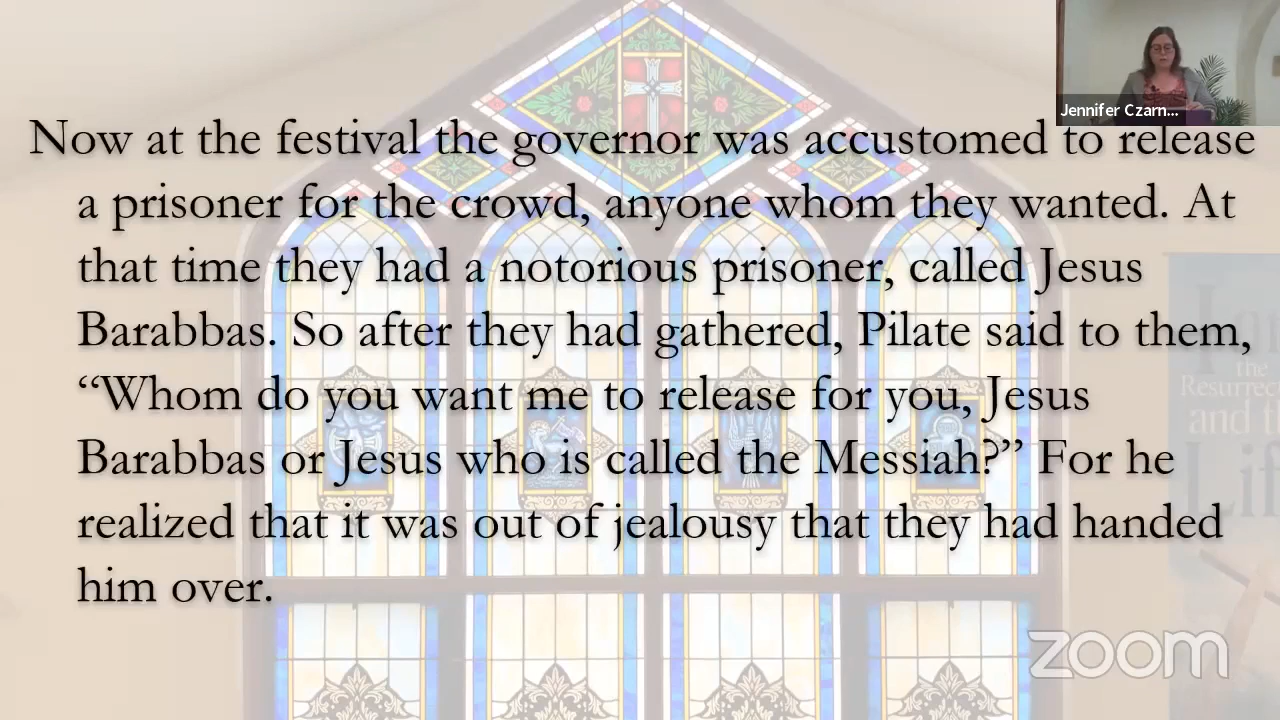 Jennifer Czarn...
Now at the festival the governor was accustomed to release
a prisoner for the crowd, anyone whom they wanted. At
that time they had a notorious prisoner, called Jesus
Barabbas. So after they had gathered, Pilate said to them,
“Whom do you want me to release for you, Jesus
Barabbas or Jesus who is called the Messiah?” For he
realized that it was out of jealousy that they had handed
him over.
the
and
zoom